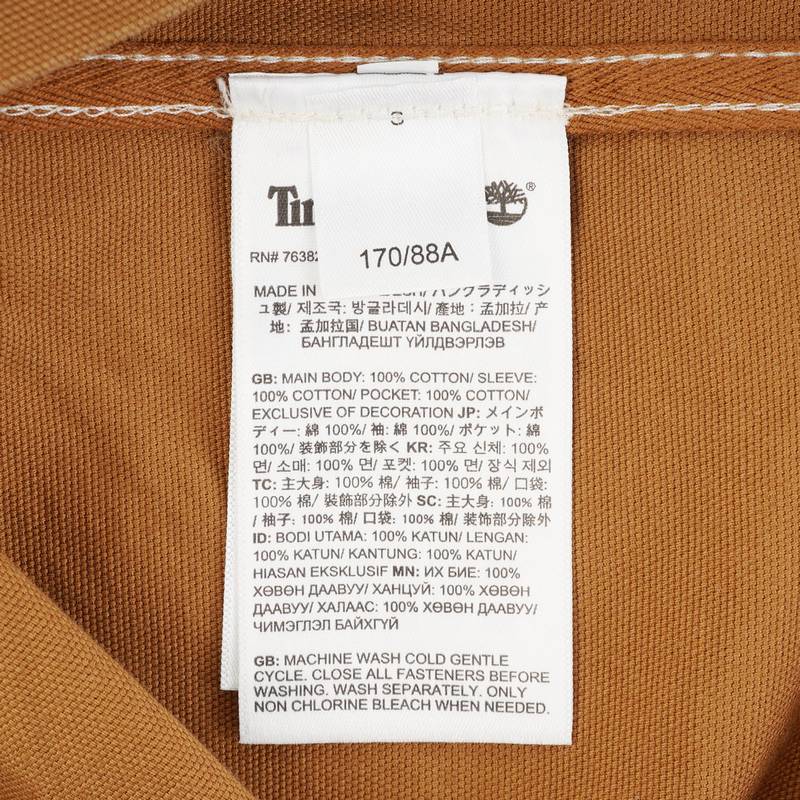 Tim
®
RN# 7638
170/88A
MADE IN バングラディッシ
ュ製/ 제조국: 방글라데시/ 產地：孟加拉/ 产
地： 孟加拉国/ BUATAN BANGLADESH/
БАНГЛАДЕШТ ҮЙЛДВЭРЛЭВ
GB: MAIN BODY: 100% COTTON/ SLEEVE:
100% COTTON/ POCKET: 100% COTTON/
EXCLUSIVE OF DECORATION JP: メインボ
ディー: 綿 100%/ 袖: 綿 100%/ ポケット: 綿
100%/ 装飾部分を除く KR: 주요 신체: 100%
면/ 소매: 100% 면/ 포켓: 100% 면/ 장식 제외
TC: 主大身: 100% 棉/ 袖子: 100% 棉/ 口袋:
100% 棉/ 裝飾部分除外 SC: 主大身: 100% 棉
/ 袖子: 100% 棉/ 口袋: 100% 棉/ 装饰部分除外
ID: BODI UTAMA: 100% KATUN/ LENGAN:
100% KATUN/ KANTUNG: 100% KATUN/
HIASAN EKSKLUSIF MN: ИХ БИЕ: 100%
ХӨВӨН ДААВУУ/ ХАНЦУЙ: 100% ХӨВӨН
ДААВУУ/ ХАЛААС: 100% ХӨВӨН ДААВУУ/
ЧИМЭГЛЭЛ БАЙХГҮЙ
GB: MACHINE WASH COLD GENTLE
CYCLE. CLOSE ALL FASTENERS BEFORE
WASHING. WASH SEPARATELY. ONLY
NON CHLORINE BLEACH WHEN NEEDED.